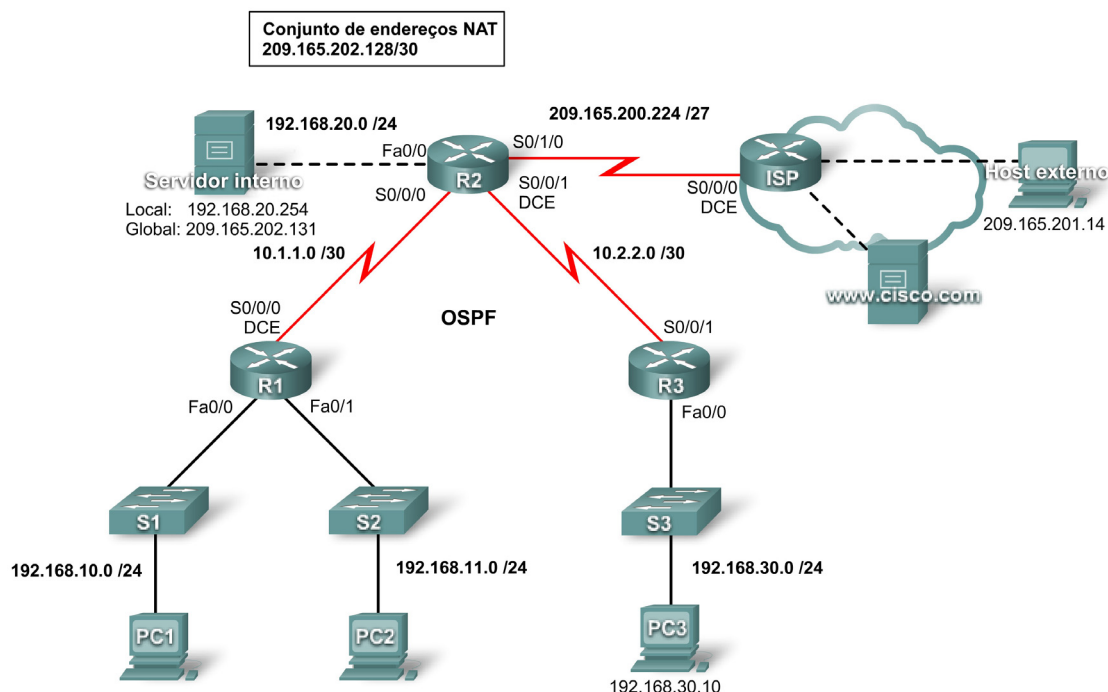 Conjunto de endereços NAT
209.165.202.128/30
192.168.20.0 /24
209.165.200.224 /27
Fa0/0
S0/1/0
R2
S0/0/0
S0/0/1
DCE
Servidor interno
Local: 192.168.20.254
Global: 209.165.202.131
ISP
S0/0/0
DCE
Host externo
209.165.201.14
www.cisco.com
10.1.1.0 /30
10.2.2.0 /30
OSPF
S0/0/0
DCE
R1
Fa0/0
Fa0/1
S0/0/1
R3
Fa0/0
S1
S2
S3
192.168.10.0 /24
192.168.11.0 /24
192.168.30.0 /24
PC1
PC2
PC3
192.168.30.10